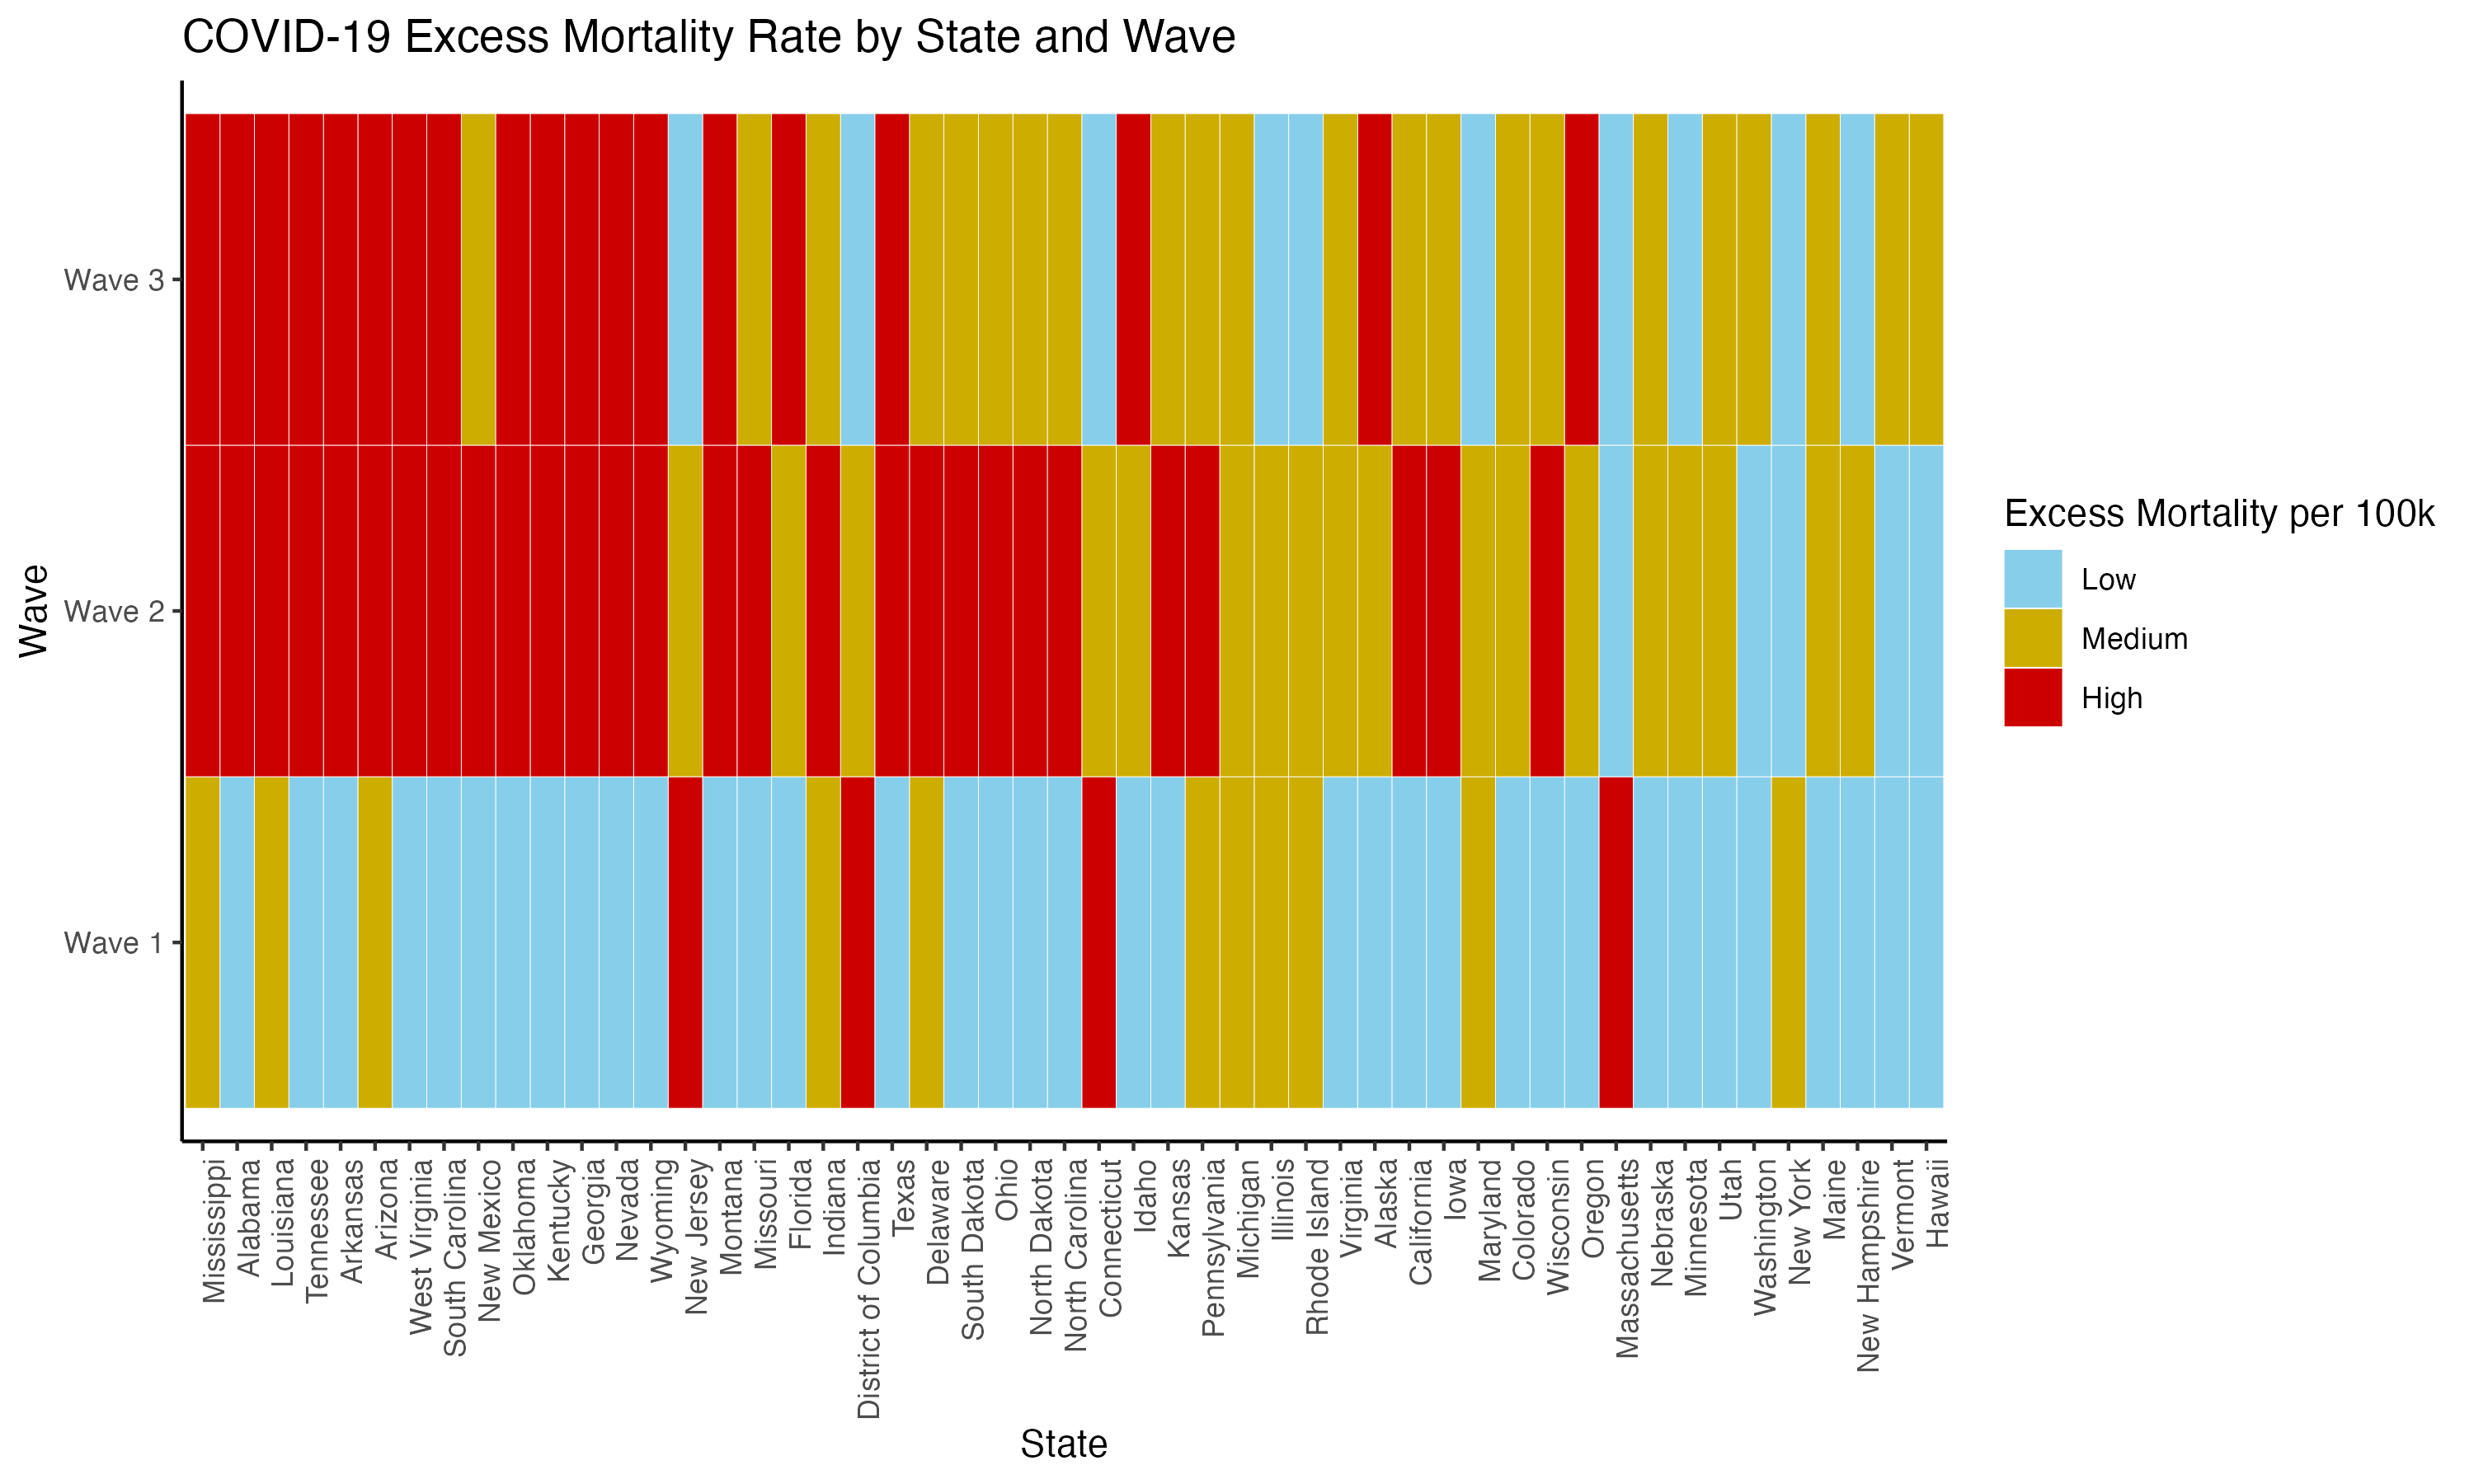 COVID-19 Excess Mortality Rate by State and Wave
Wave
Wave 3
Wave 2
Wave 1
Mississippi
Alabama
Louisiana
Tennessee
Arkansas
Arizona
West Virginia
South Carolina
New Mexico
Oklahoma
Kentucky
Georgia
Nevada
Wyoming
New Jersey
Montana
Missouri
Florida
Indiana
District of Columbia
Texas
Delaware
South Dakota
Ohio
North Dakota
North Carolina
Connecticut
Idaho
Kansas
Pennsylvania
Michigan
Illinois
Rhode Island
Virginia
Alaska
California
Iowa
Maryland
Colorado
Wisconsin
Oregon
Massachusetts
Nebraska
Minnesota
Utah
Washington
New York
Maine
New Hampshire
Vermont
Hawaii
State
Excess Mortality per 100k
Low
Medium
High